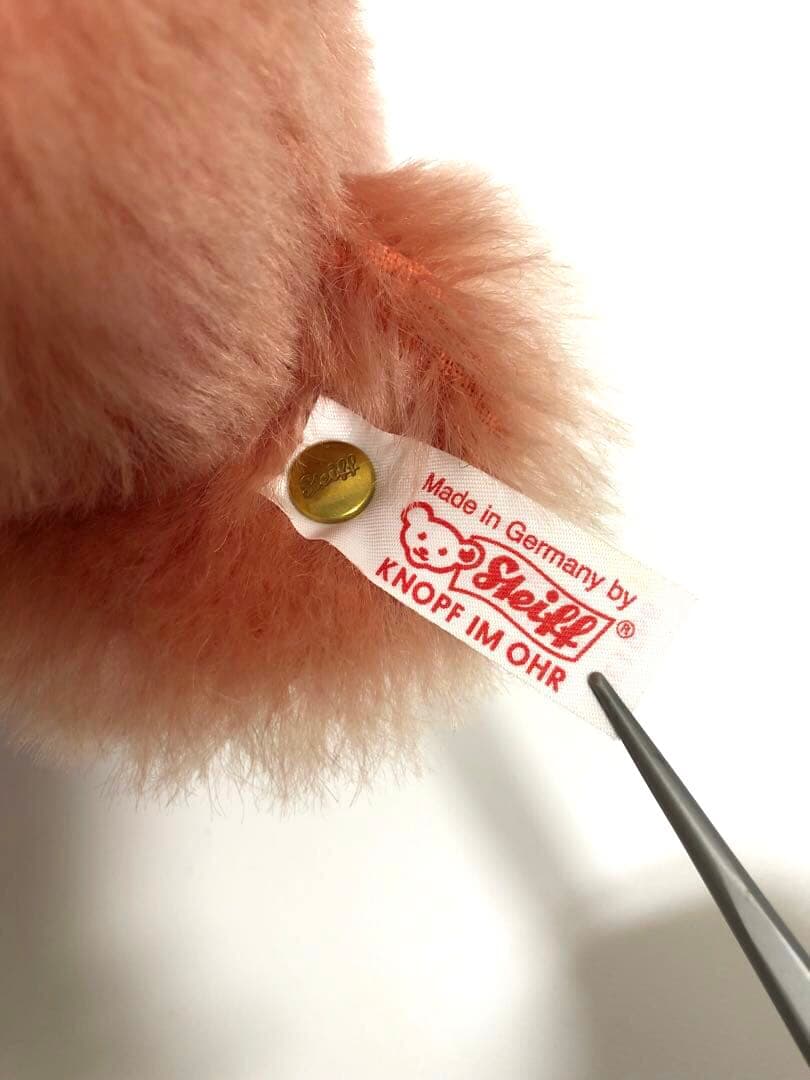 Steiff
Made in Germany by
Steiff ®
KNOPF IM OHR